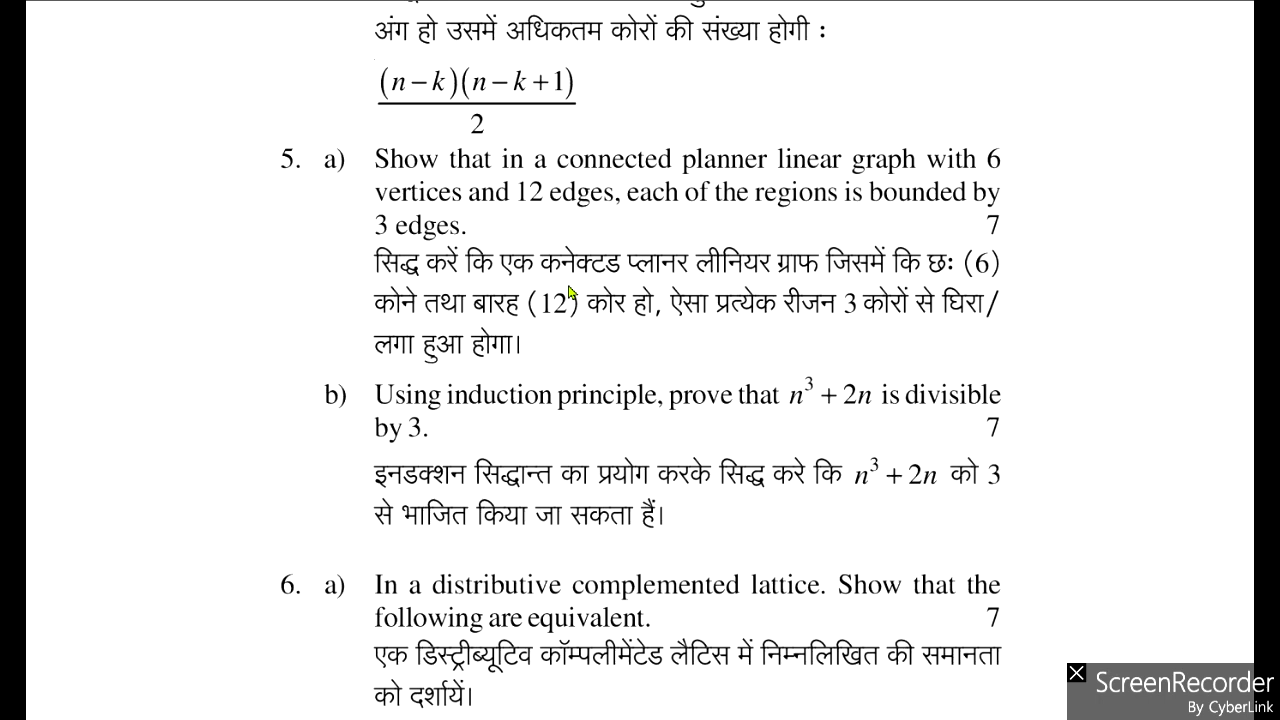 अंग हो उसमें अधिकतम कोरों की संख्या होगी :
(n – k)(n – k + 1)
2
5. a) Show that in a connected planner linear graph with 6
vertices and 12 edges, each of the regions is bounded by
3 edges. 7
सिद्ध करें कि एक कनेक्टड प्लानर लीनियर ग्राफ जिसमें कि छः (6)
कोने तथा बारह (12) कोर हो, ऐसा प्रत्येक रीजन 3 कोरों से घिरा/
लगा हुआ होगा।
b) Using induction principle, prove that n³ + 2n is divisible
by 3. 7
इनडक्शन सिद्धान्त का प्रयोग करके सिद्ध करे कि n³ + 2n को 3
से भाजित किया जा सकता हैं।
6. a) In a distributive complemented lattice. Show that the
following are equivalent. 7
एक डिस्ट्रीब्यूटिव कॉम्पलीमेंटेड लैटिस में निम्नलिखित की समानता
को दर्शायें।
ScreenRecorder
By CyberLink